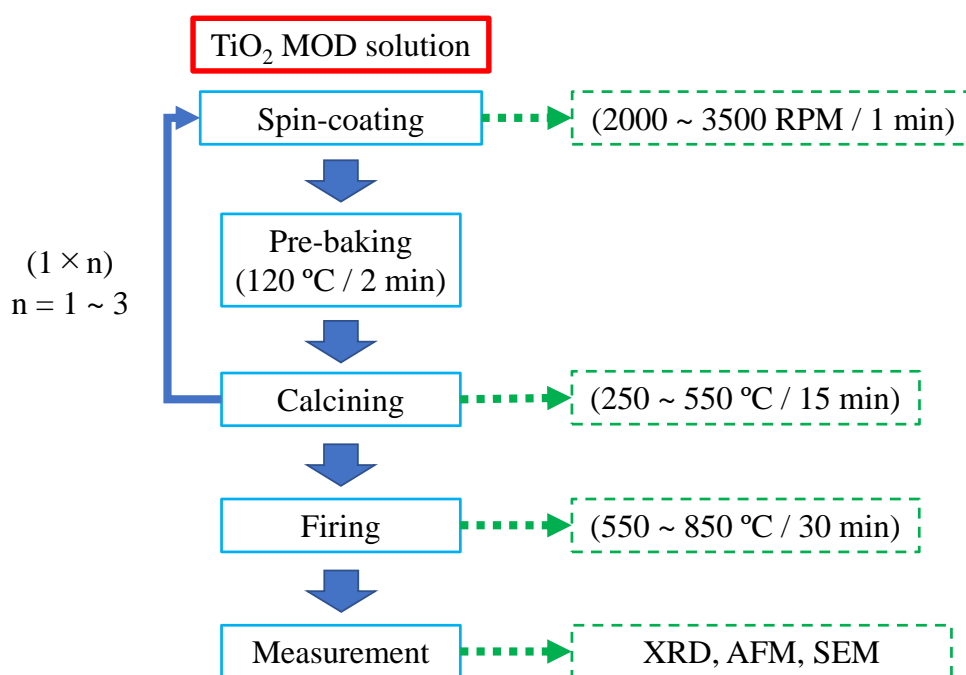 TiO₂ MOD solution
Spin-coating
(2000 ~ 3500 RPM / 1 min)
Pre-baking
(120 ºC / 2 min)
(1 × n)
n = 1 ~ 3
Calcining
(250 ~ 550 ºC / 15 min)
Firing
(550 ~ 850 ºC / 30 min)
Measurement
XRD, AFM, SEM